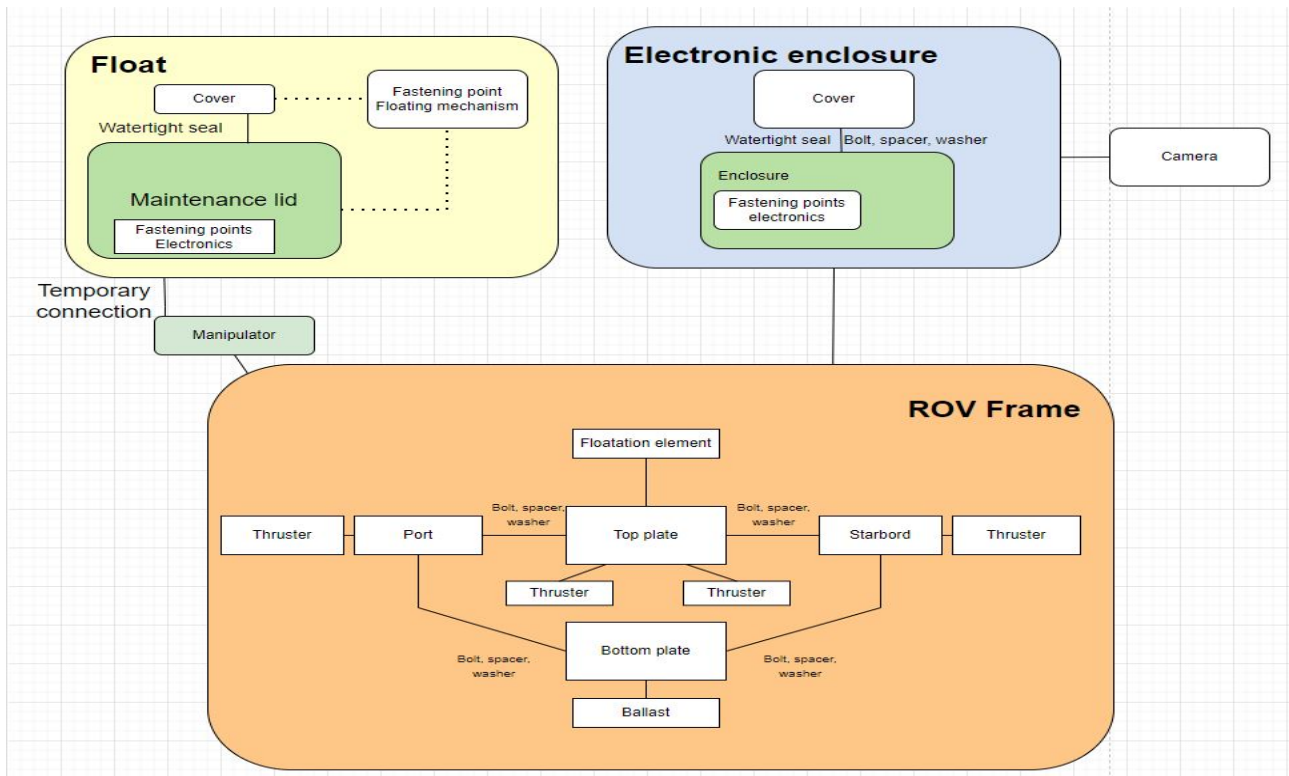 Float
Cover
Fastening point
Floating mechanism
Watertight seal
Maintenance lid
Fastening points
Electronics
Electronic enclosure
Cover
Watertight seal
Bolt, spacer, washer
Enclosure
Fastening points
electronics
Camera
Temporary
connection
Manipulator
ROV Frame
Floatation element
Bolt, spacer,
washer
Bolt, spacer,
washer
Thruster
Port
Top plate
Starbord
Thruster
Thruster
Thruster
Bottom plate
Bolt, spacer,
washer
Bolt, spacer,
washer
Ballast